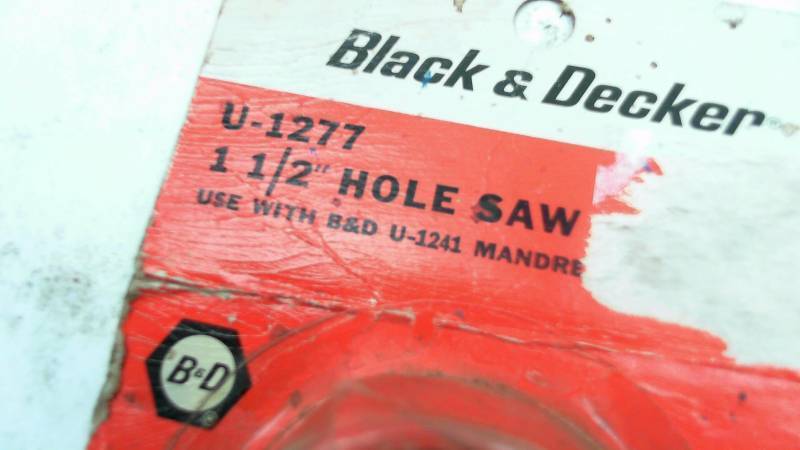 Black & Decker
U-1277
1 1/2" HOLE SAW
USE WITH B&D U-1241 MANDRE
B&D